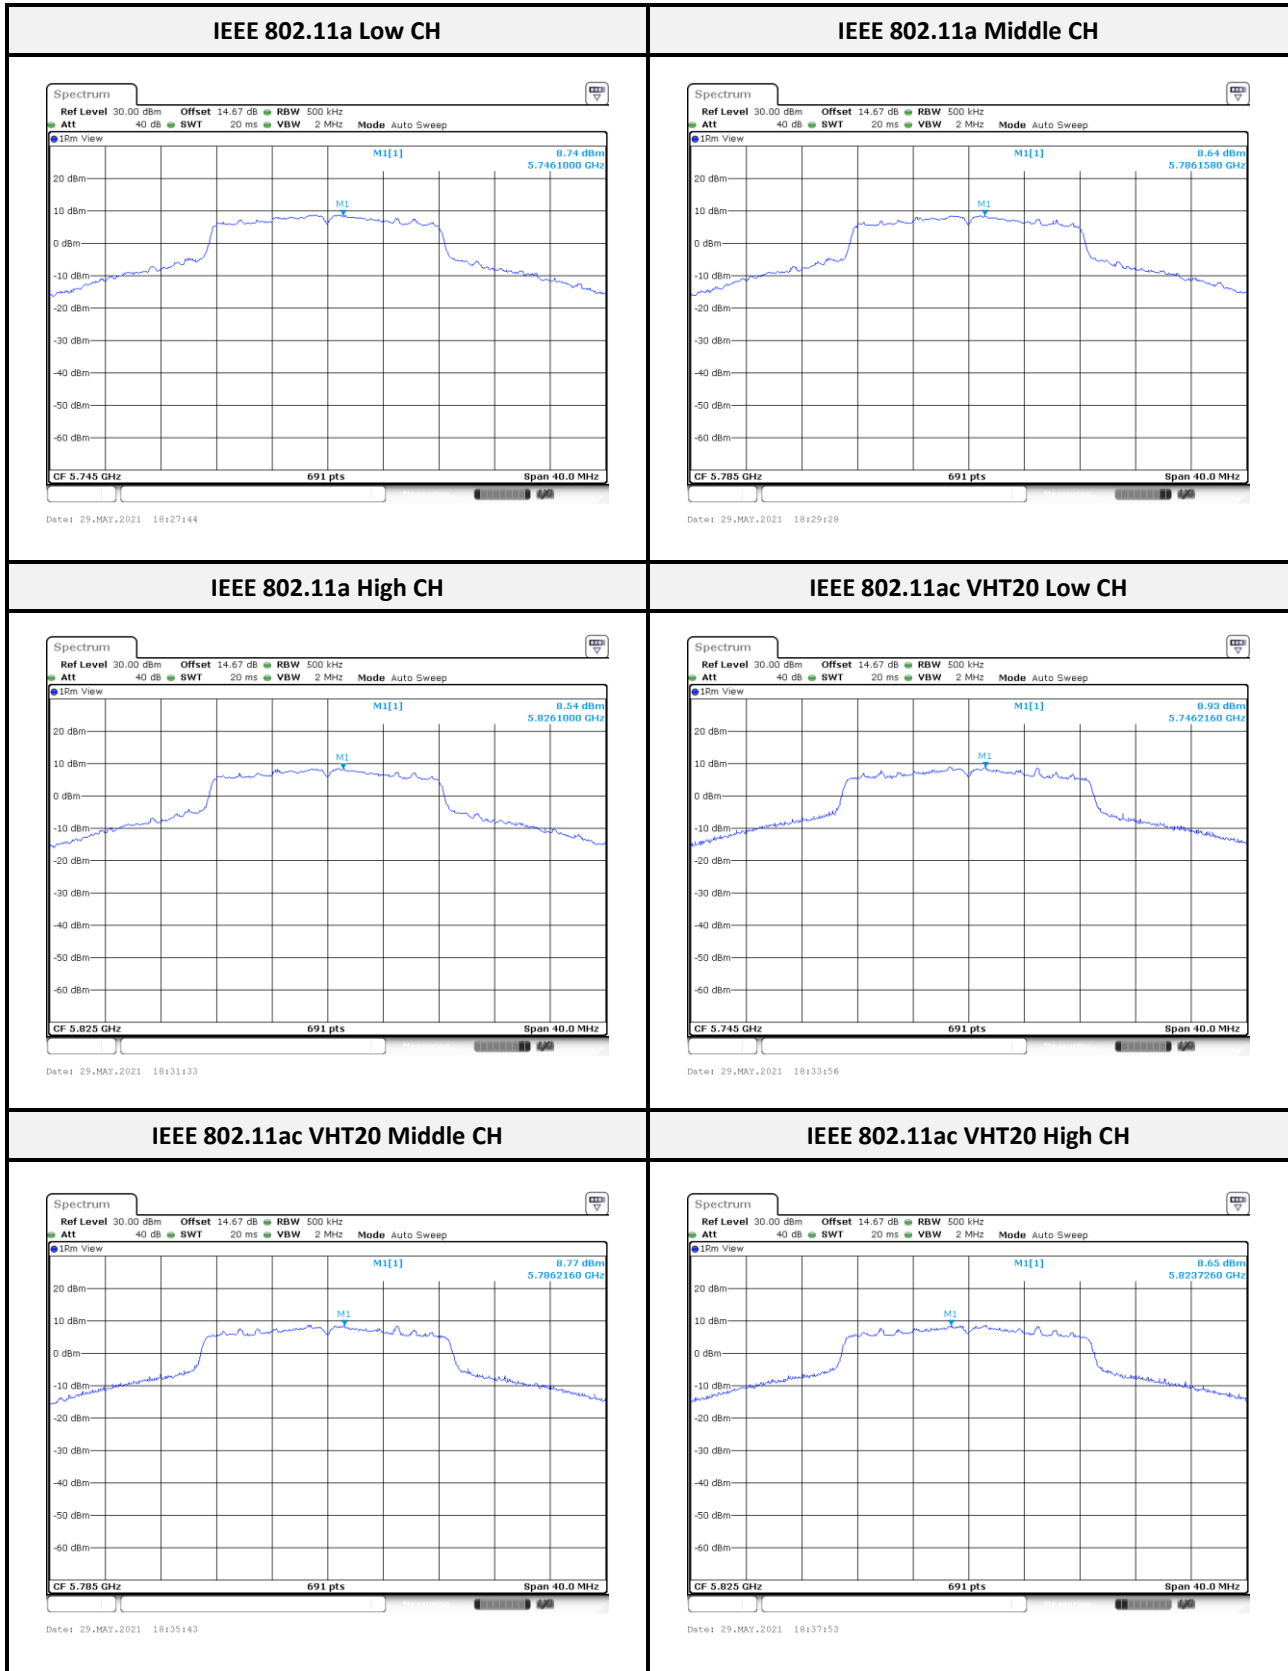 IEEE 802.11a Low CH
IEEE 802.11a Middle CH
Spectrum
Ref Level 30.00 dBm Offset 14.67 dB RBW 500 kHz
Att 40 dB SWT 20 ms VBW 2 MHz Mode Auto Sweep
1Rm View
M1[1] 8.74 dBm
5.7461000 GHz
20 dBm
M1
10 dBm
0 dBm
-10 dBm
-20 dBm
-30 dBm
-40 dBm
-50 dBm
-60 dBm
CF 5.745 GHz 691 pts Span 40.0 MHz
Date: 29.MAY.2021 18:27:44
Spectrum
Ref Level 30.00 dBm Offset 14.67 dB RBW 500 kHz
Att 40 dB SWT 20 ms VBW 2 MHz Mode Auto Sweep
1Rm View
M1[1] 8.64 dBm
5.7861580 GHz
20 dBm
M1
10 dBm
0 dBm
-10 dBm
-20 dBm
-30 dBm
-40 dBm
-50 dBm
-60 dBm
CF 5.785 GHz 691 pts Span 40.0 MHz
Date: 29.MAY.2021 18:29:28
IEEE 802.11a High CH
IEEE 802.11ac VHT20 Low CH
Spectrum
Ref Level 30.00 dBm Offset 14.67 dB RBW 500 kHz
Att 40 dB SWT 20 ms VBW 2 MHz Mode Auto Sweep
1Rm View
M1[1] 8.54 dBm
5.8261000 GHz
20 dBm
M1
10 dBm
0 dBm
-10 dBm
-20 dBm
-30 dBm
-40 dBm
-50 dBm
-60 dBm
CF 5.825 GHz 691 pts Span 40.0 MHz
Date: 29.MAY.2021 18:31:33
Spectrum
Ref Level 30.00 dBm Offset 14.67 dB RBW 500 kHz
Att 40 dB SWT 20 ms VBW 2 MHz Mode Auto Sweep
1Rm View
M1[1] 8.93 dBm
5.7462160 GHz
20 dBm
M1
10 dBm
0 dBm
-10 dBm
-20 dBm
-30 dBm
-40 dBm
-50 dBm
-60 dBm
CF 5.745 GHz 691 pts Span 40.0 MHz
Date: 29.MAY.2021 18:33:56
IEEE 802.11ac VHT20 Middle CH
IEEE 802.11ac VHT20 High CH
Spectrum
Ref Level 30.00 dBm Offset 14.67 dB RBW 500 kHz
Att 40 dB SWT 20 ms VBW 2 MHz Mode Auto Sweep
1Rm View
M1[1] 8.77 dBm
5.7862160 GHz
20 dBm
M1
10 dBm
0 dBm
-10 dBm
-20 dBm
-30 dBm
-40 dBm
-50 dBm
-60 dBm
CF 5.785 GHz 691 pts Span 40.0 MHz
Date: 29.MAY.2021 18:35:43
Spectrum
Ref Level 30.00 dBm Offset 14.67 dB RBW 500 kHz
Att 40 dB SWT 20 ms VBW 2 MHz Mode Auto Sweep
1Rm View
M1[1] 8.65 dBm
5.8237260 GHz
20 dBm
M1
10 dBm
0 dBm
-10 dBm
-20 dBm
-30 dBm
-40 dBm
-50 dBm
-60 dBm
CF 5.825 GHz 691 pts Span 40.0 MHz
Date: 29.MAY.2021 18:37:53